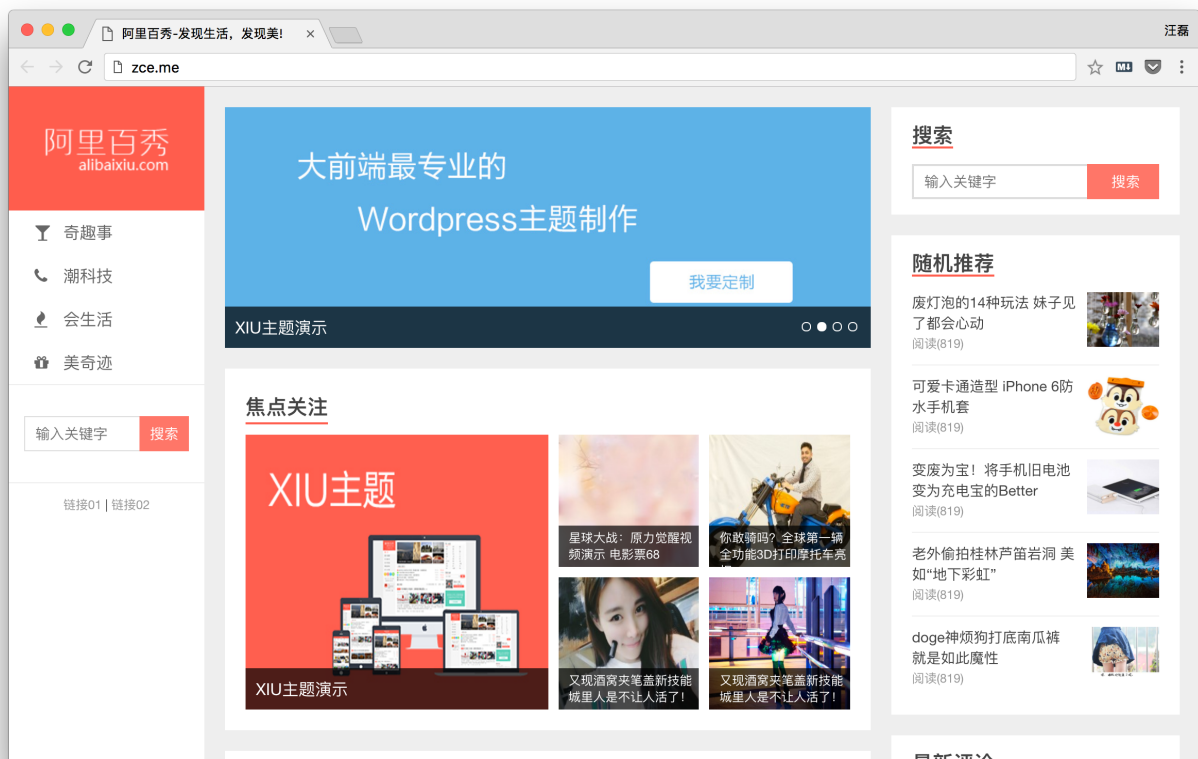 阿里百秀-发现生活，发现美!
汪磊
zce.me
阿里百秀
alibaixiu.com
奇趣事
潮科技
会生活
美奇迹
输入关键字
搜索
链接01 | 链接02
大前端最专业的
Wordpress主题制作
我要定制
XIU主题演示
焦点关注
XIU主题
XIU主题演示
星球大战：原力觉醒视
频演示 电影票68
你敢骑吗？全球第一辆
全功能3D打印摩托车亮
又现酒窝夹笔盖新技能
城里人是不让人活了！
又现酒窝夹笔盖新技能
城里人是不让人活了！
搜索
输入关键字
搜索
随机推荐
废灯泡的14种玩法 妹子见
了都会心动
阅读(819)
可爱卡通造型 iPhone 6防
水手机套
阅读(819)
变废为宝！将手机旧电池
变为充电宝的Better
阅读(819)
老外偷拍桂林芦笛岩洞 美
如“地下彩虹”
阅读(819)
doge神烦狗打底南瓜裤
就是如此魔性
阅读(819)
最新评论